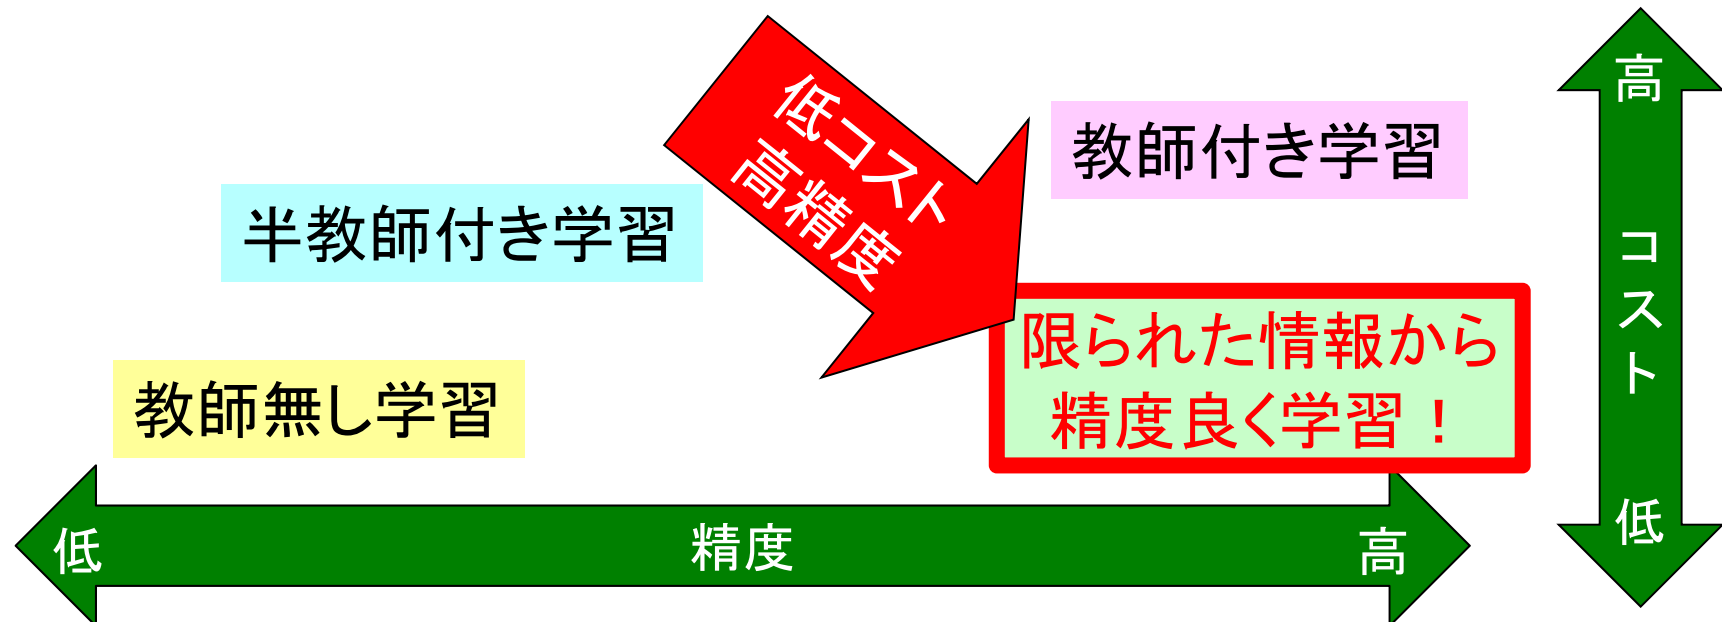 低コスト
高精度
教師付き学習
半教師付き学習
限られた情報から
精度良く学習！
教師無し学習
低
精度
高
高
コスト
低